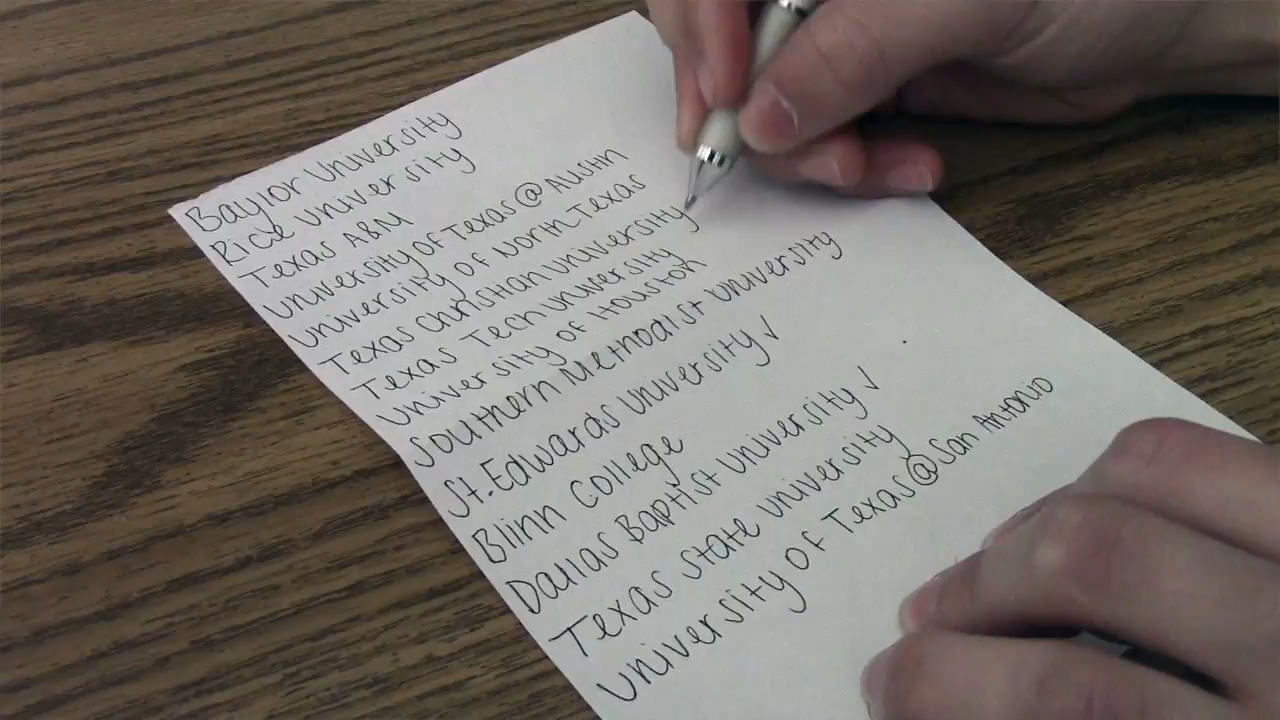 Baylor University
Rice University
Texas A&M
University of Texas @ Austin
University of North Texas
Texas Christian University
Texas Tech University
University of Houston
Southern Methodist University
St. Edwards University ✓
Blinn College
Dallas Baptist University ✓
Texas State University
University of Texas @ San Antonio